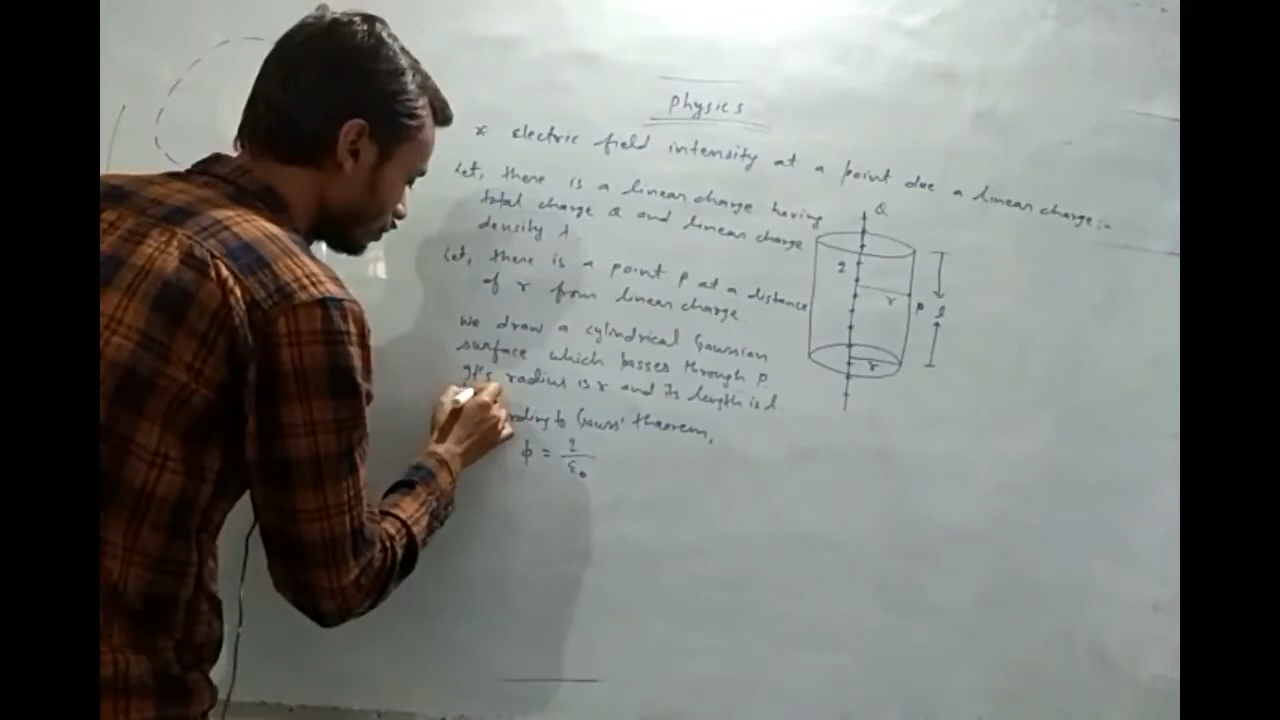 Physics
* electric field intensity at a point due a linear charge:-
Let, there is a linear charge having
total charge Q and linear charge
density λ.
Let, there is a point P at a distance
of r from linear charge.
We draw a cylindrical Gaussian
surface which passes through P.
It's radius is r and its length is l.
rding to Gauss' theorem,
ϕ = q/ε₀
Q
q
r
P
l
r